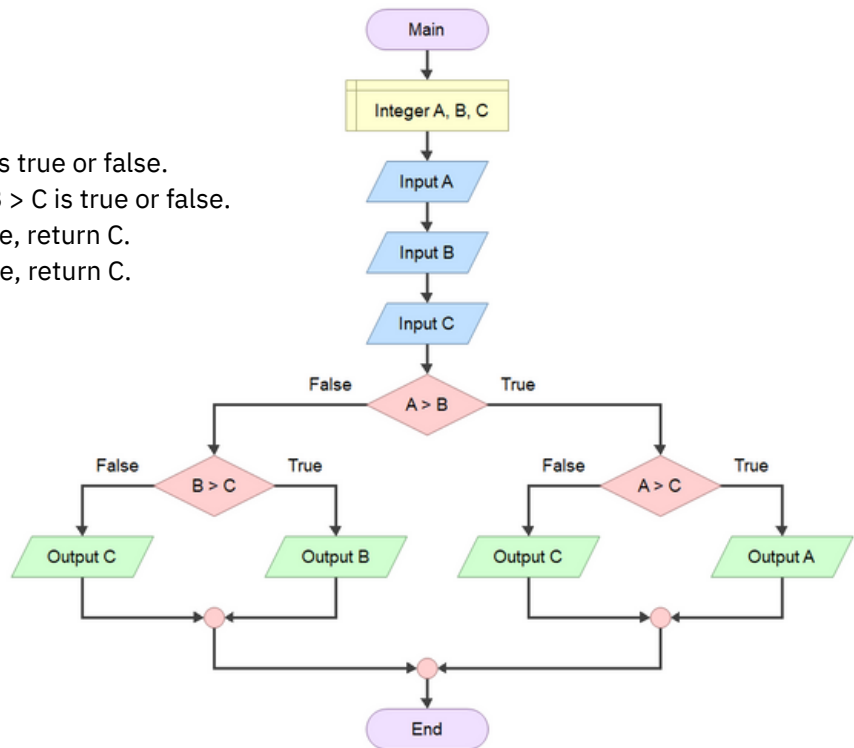 Main
Integer A, B, C
s true or false.
> C is true or false.
e, return C.
e, return C.
Input A
Input B
Input C
False
True
A > B
False
True
False
True
B > C
A > C
Output C
Output B
Output C
Output A
End